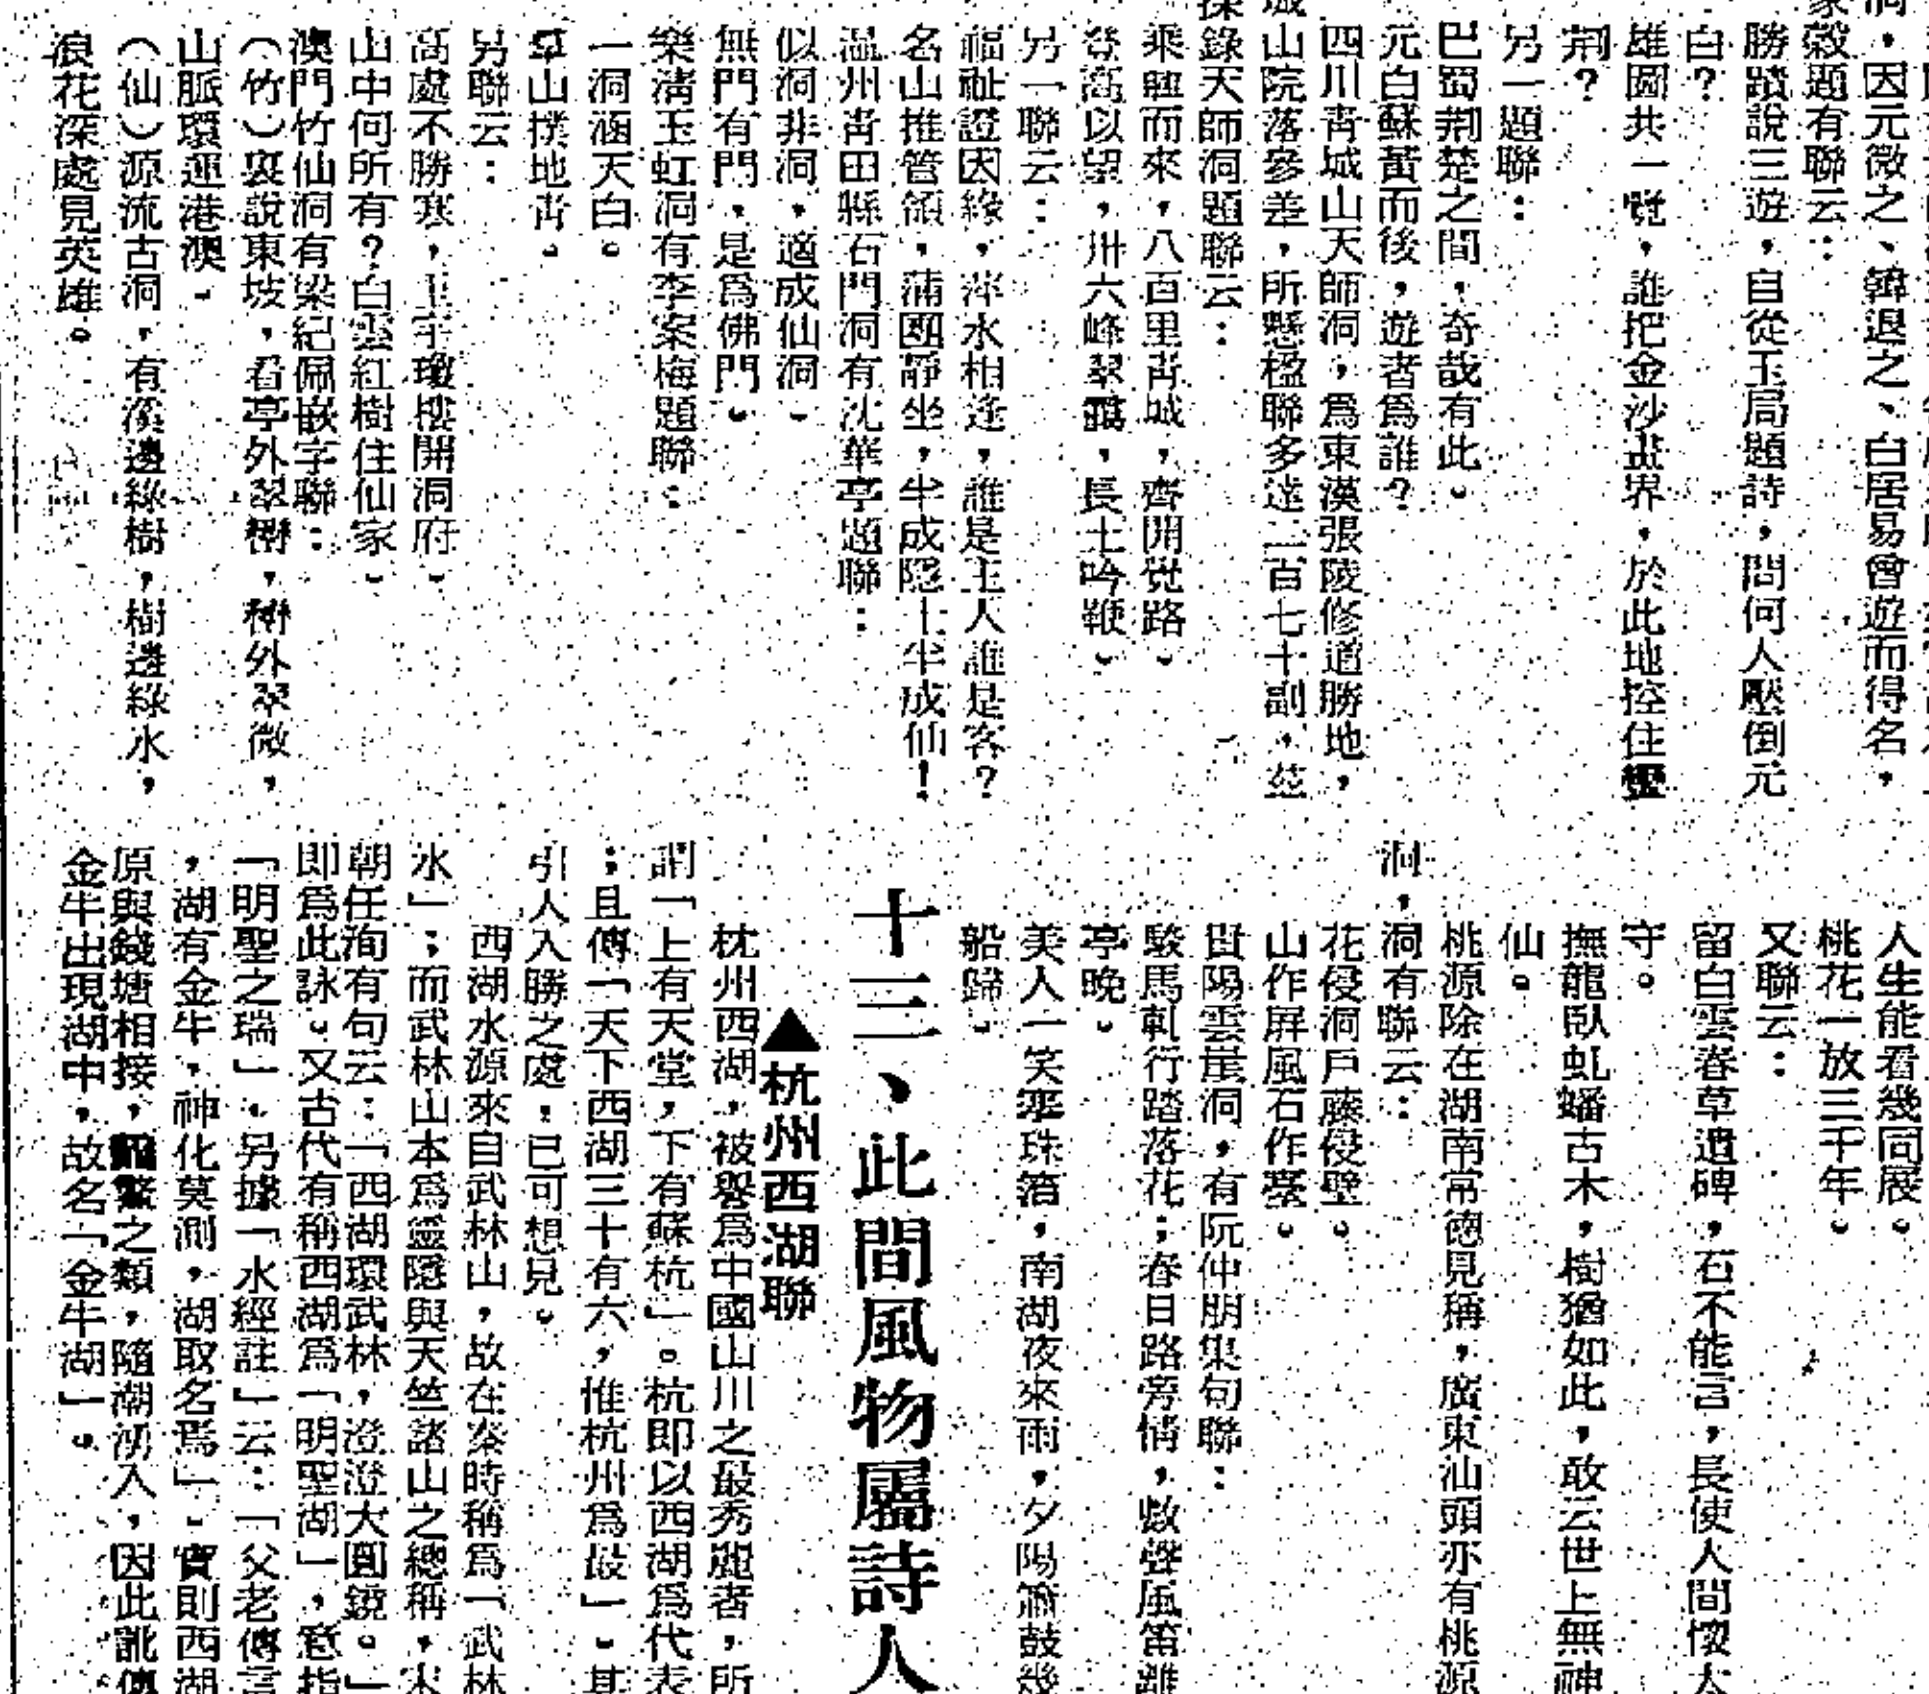 洞，因元微之、韓退之、白居易曾遊而得名，
家穀題有聯云：
勝蹟說三遊，自從玉局題詩，問何人壓倒元
白？
雄圖共一覽，誰把金沙畫界，於此地控住蠻
荆？
另一題聯：
巴蜀荆楚之間，奇哉有此。
元白蘇黃而後，遊者為誰？
四川青城山天師洞，為東漢張陵修道勝地，
城山院落參差，所懸楹聯多達二百七十副，茲
採錄天師洞題聯云：
乘興而來，八百里青城，齊開覺路。
登高以望，卅六峰翠靄，長土吟鞭。
另一聯云：
福祉證因緣，萍水相逢，誰是主人誰是客？
名山推管領，蒲團靜坐，半成隱士半成仙！
温州青田縣石門洞有沈華亭題聯：
似洞非洞，適成仙洞。
無門有門，是為佛門。
樂清玉虹洞有李案梅題聯：
一洞涵天白。
羣山撲地青。
另聯云：
高處不勝寒，玉宇瓊樓開洞府。
山中何所有？白雲紅樹住仙家。
澳門竹仙洞有梁紀佩嵌字聯：
（竹）裏說東坡，看亭外翠樹，樹外翠微，
山脈環運港澳。
（仙）源流古洞，有溪邊綠樹，樹邊綠水，
浪花深處見英雄。
人生能看幾同展。
桃花一放三千年。
又聯云：
留白雲春草遺碑，石不能言，長使人間懷太
守。
撫龍臥虬蟠古木，樹猶如此，敢云世上無神
仙。
桃源除在湖南常德見稱，廣東汕頭亦有桃源
洞，洞有聯云：
花侵洞戶藤侵壁。
山作屏風石作臺。
貴陽雲崖洞，有阮仲朋集句聯：
駿馬軋行踏落花；春日路旁情，數聲風笛離
亭晚。
美人一笑搴珠箔，南湖夜來雨，夕陽簫鼓幾
船歸。
十三、此間風物屬詩人
▲杭州西湖聯
杭州西湖，被譽為中國山川之最秀麗者，所
謂「上有天堂，下有蘇杭」。杭即以西湖為代表
；且傳「天下西湖三十有六，惟杭州為最」。其
引人入勝之處，已可想見。
西湖水源來自武林山，故在秦時稱為「武林
水」；而武林山本為靈隱與天竺諸山之總稱，宋
朝任洵有句云：「西湖環武林，澄澄大圓鏡。」
即為此詠。又古代有稱西湖為「明聖湖」，意指
「明聖之瑞」。另據「水經註」云：「父老傳言
，湖有金牛，神化莫測，湖取名焉」。實則西湖
原與錢塘相接，之類，隨潮湧入，因此訛傳
金牛出現湖中，故名「金牛湖」。